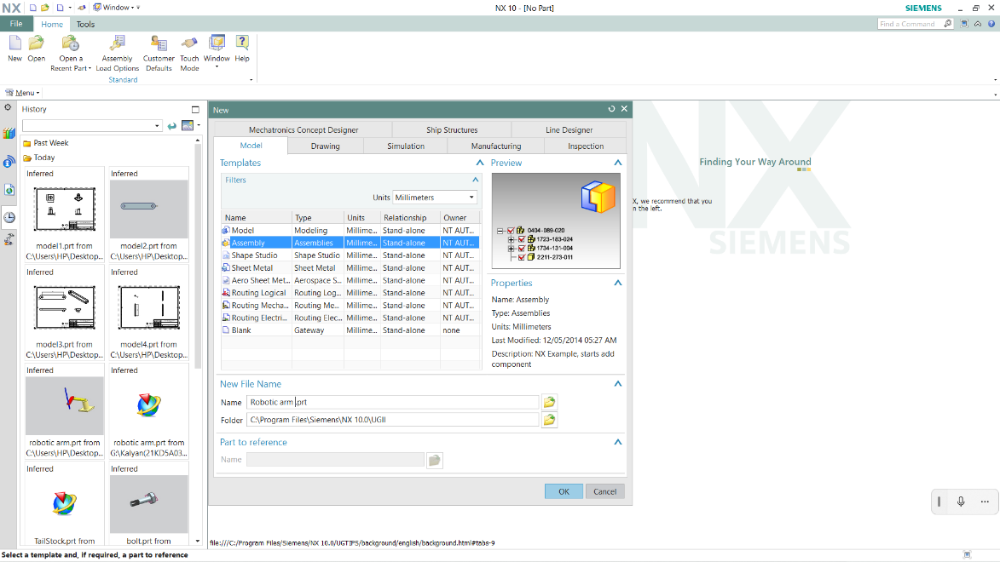 NX
Window
NX 10 - [No Part]
SIEMENS
File
Home
Tools
Find a Command
New
Open
Open a
Recent Part
Assembly
Load Options
Customer
Defaults
Touch
Mode
Window
Help
Standard
Menu
History
Past Week
Today
Inferred
Inferred
model1.prt from
C:\Users\HP\Desktop...
model2.prt from
C:\Users\HP\Desktop...
Inferred
Inferred
model3.prt from
C:\Users\HP\Desktop...
model4.prt from
C:\Users\HP\Desktop...
Inferred
Inferred
robotic arm.prt from
C:\Users\HP\Desktop...
robotic arm.prt from
G:\Kalyan(21KD5A03...
Inferred
Inferred
TailStock.prt from
bolt.prt from
New
Mechatronics Concept Designer
Ship Structures
Line Designer
Model
Drawing
Simulation
Manufacturing
Inspection
Templates
Filters
Units Millimeters
Name Type Units Relationship Owner
Model Modeling Millime... Stand-alone NT AUT...
Assembly Assemblies Millime... Stand-alone NT AUT...
Shape Studio Shape Studio Millime... Stand-alone NT AUT...
Sheet Metal Sheet Metal Millime... Stand-alone NT AUT...
Aero Sheet Met... Aerospace S... Millime... Stand-alone NT AUT...
Routing Logical Routing Log... Millime... Stand-alone NT AUT...
Routing Mecha... Routing Me... Millime... Stand-alone NT AUT...
Routing Electri... Routing Elec... Millime... Stand-alone NT AUT...
Blank Gateway Millime... Stand-alone none
Preview
0404-089-020
1723-183-024
1734-131-004
2211-273-011
Properties
Name: Assembly
Type: Assemblies
Units: Millimeters
Last Modified: 12/05/2014 05:27 AM
Description: NX Example, starts add
component
New File Name
Name Robotic arm.prt
Folder C:\Program Files\Siemens\NX 10.0\UGII
Part to reference
Name
OK
Cancel
NX
SIEMENS
Finding Your Way Around
X, we recommend that you
n the left.
file:///C:/Program Files/Siemens/NX 10.0/UGTIPS/background/english/background.html#tabs-9
Select a template and, if required, a part to reference